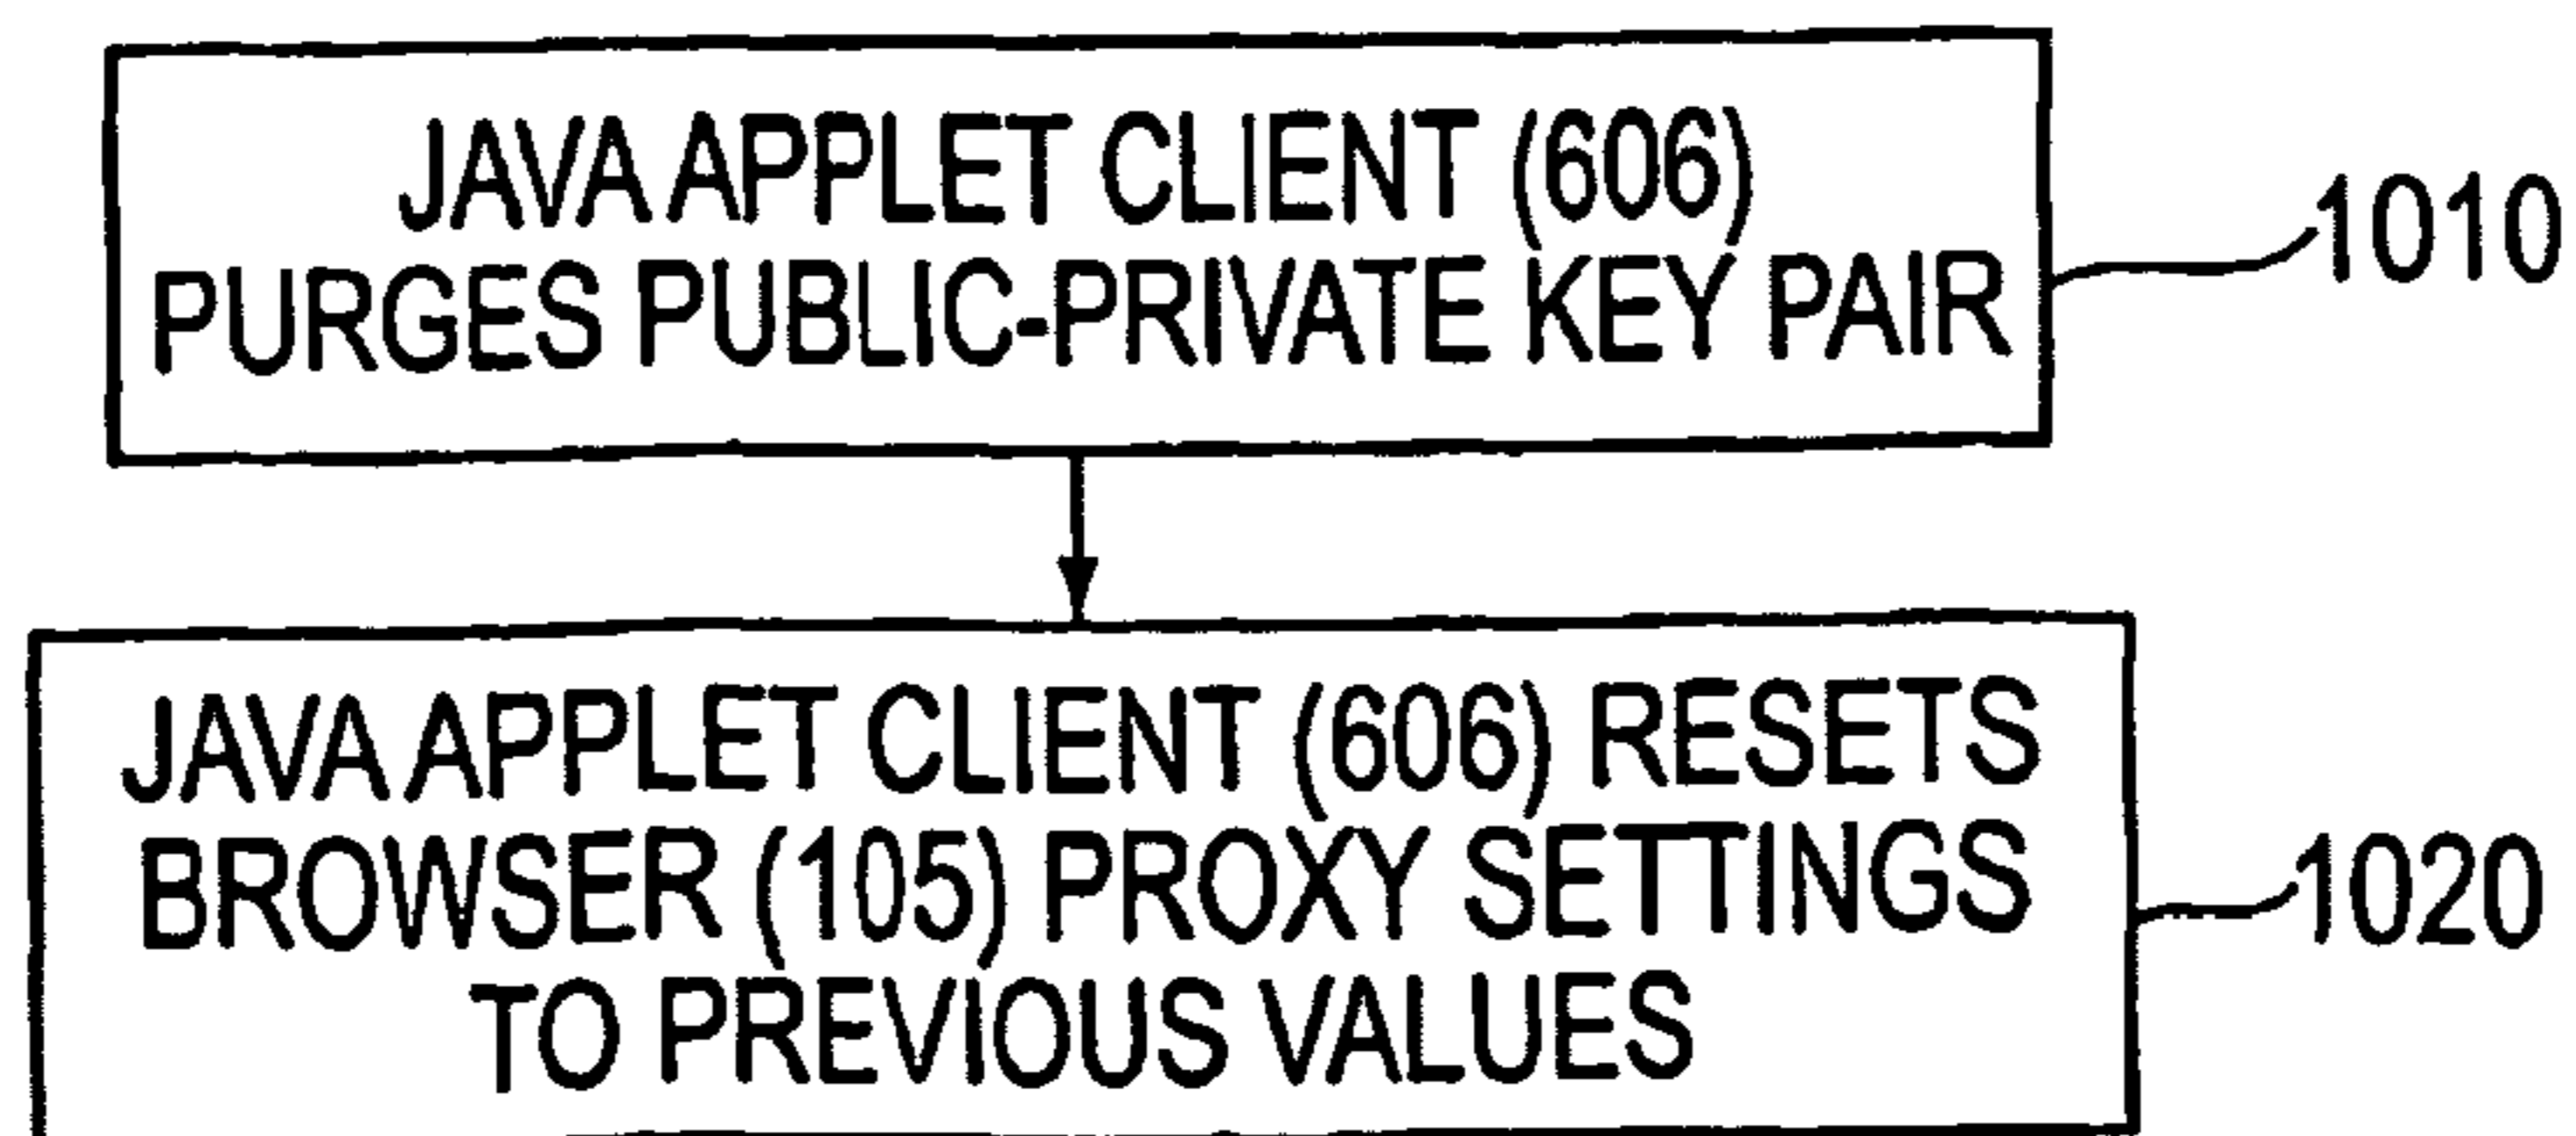 JAVA APPLET CLIENT (606)
PURGES PUBLIC-PRIVATE KEY PAIR
1010
JAVA APPLET CLIENT (606) RESETS
BROWSER (105) PROXY SETTINGS
TO PREVIOUS VALUES
1020